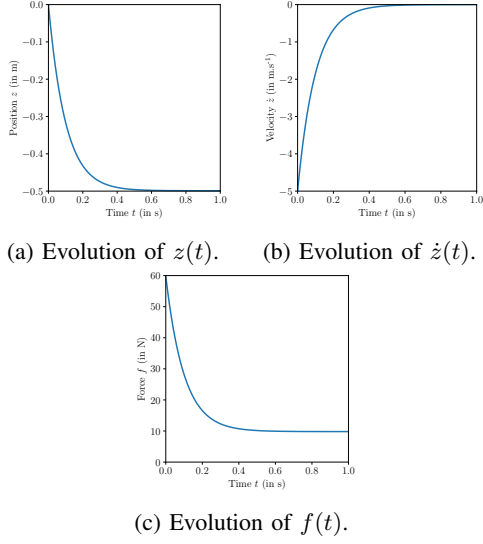 0.0
−0.1
−0.2
−0.3
−0.4
−0.5
Position z (in m)
0.0 0.2 0.4 0.6 0.8 1.0
Time t (in s)
0
−1
−2
−3
−4
−5
Velocity ż (in m.s⁻¹)
0.0 0.2 0.4 0.6 0.8 1.0
Time t (in s)
(a) Evolution of z(t).
(b) Evolution of ż(t).
60
50
40
30
20
10
0
Force f (in N)
0.0 0.2 0.4 0.6 0.8 1.0
Time t (in s)
(c) Evolution of f(t).